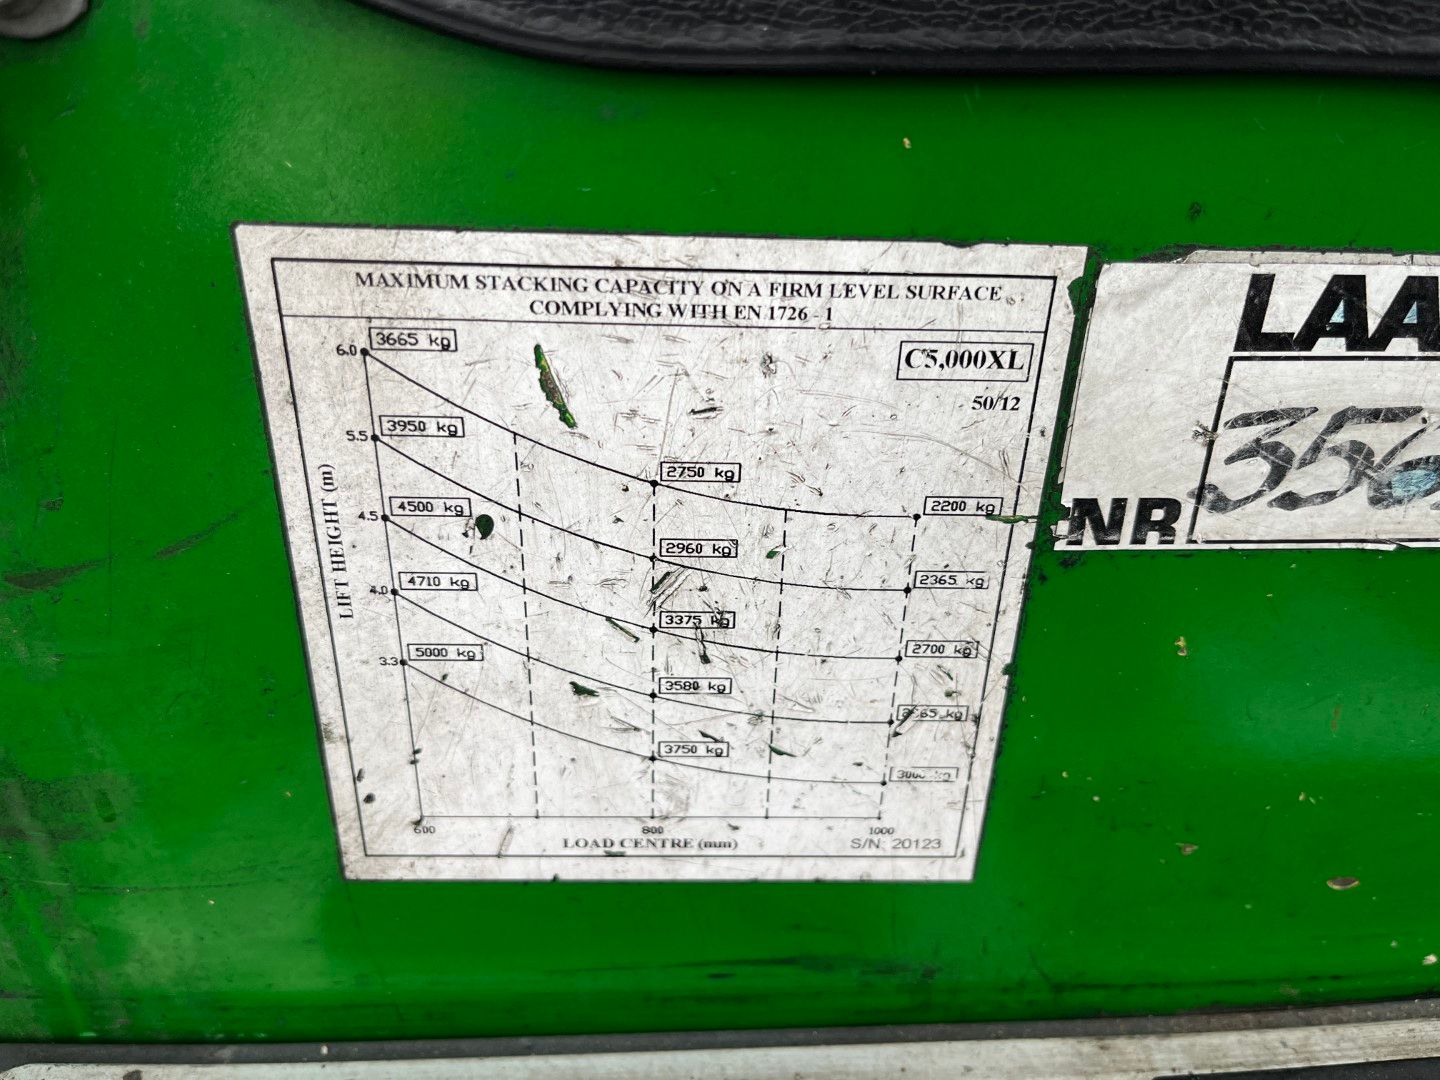 MAXIMUM STACKING CAPACITY ON A FIRM LEVEL SURFACE
COMPLYING WITH EN 1726 - 1
6.0 3665 kg
C5,000XL
50/12
5.5 3950 kg
2750 kg
4.5 4500 kg
2200 kg
2960 kg
4.0 4710 kg
2365 kg
3375 kg
3.3 5000 kg
2700 kg
3580 kg
3750 kg
LIFT HEIGHT (m)
600 800 1000
LOAD CENTRE (mm)
S/N: 20123
LAA
NR